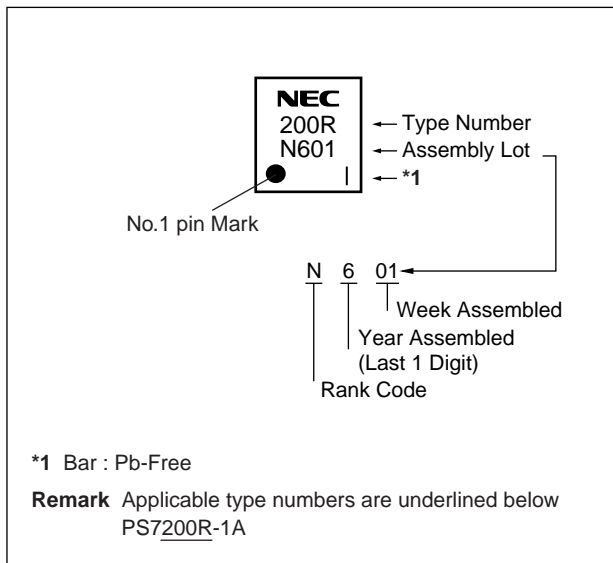 NEC
200R
N601
Type Number
Assembly Lot
*1
No.1 pin Mark
N 6 01
Week Assembled
Year Assembled
(Last 1 Digit)
Rank Code
*1 Bar : Pb-Free
Remark Applicable type numbers are underlined below
PS7200R-1A